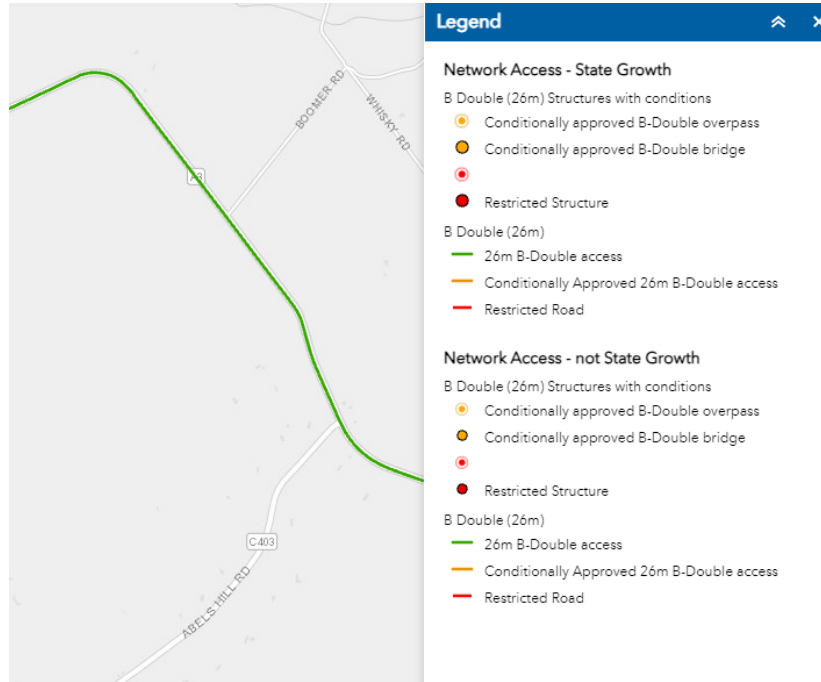 BOOMER RD
WHISKY RD
A3
C403
ABELS HILL RD
Legend
Network Access - State Growth
B Double (26m) Structures with conditions
Conditionally approved B-Double overpass
Conditionally approved B-Double bridge
Restricted Structure
B Double (26m)
26m B-Double access
Conditionally Approved 26m B-Double access
Restricted Road
Network Access - not State Growth
B Double (26m) Structures with conditions
Conditionally approved B-Double overpass
Conditionally approved B-Double bridge
Restricted Structure
B Double (26m)
26m B-Double access
Conditionally Approved 26m B-Double access
Restricted Road